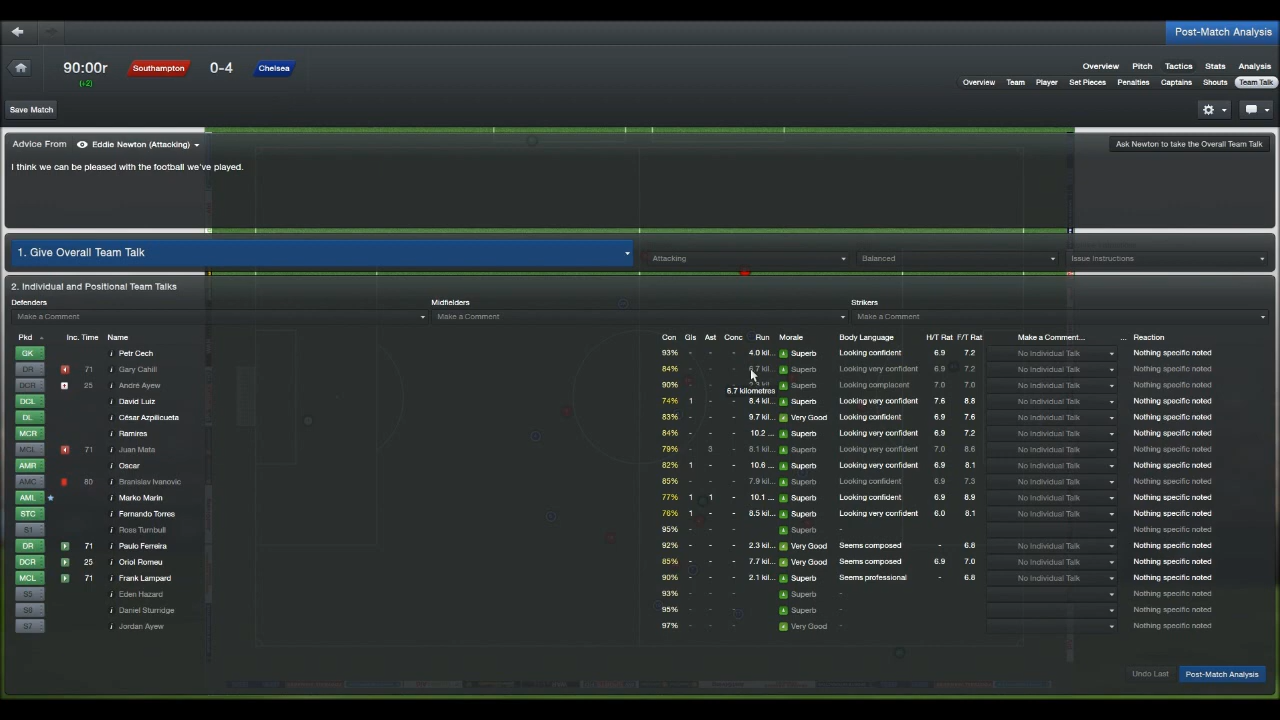 Post-Match Analysis
90:00r Southampton 0-4 Chelsea
(+2)
Overview Pitch Tactics Stats Analysis
Overview Team Player Set Pieces Penalties Captains Shouts Team Talk
Save Match
Advice From Eddie Newton (Attacking) Ask Newton to take the Overall Team Talk
I think we can be pleased with the football we've played.
1. Give Overall Team Talk Attacking Balanced Issue Instructions
2. Individual and Positional Team Talks
Defenders Midfielders Strikers
Make a Comment Make a Comment Make a Comment
Pkd Inc. Time Name Con Gls Ast Conc Run Morale Body Language H/T Rat F/T Rat Make a Comment... ... Reaction
GK i Petr Cech 93% - - - 4.0 kil... Superb Looking confident 6.9 7.2 No Individual Talk Nothing specific noted
DR 71 i Gary Cahill 84% - - - 6.7 kil... Superb Looking very confident 6.9 7.2 No Individual Talk Nothing specific noted
DCR 25 i André Ayew 90% - - - Superb Looking complacent 7.0 7.0 No Individual Talk Nothing specific noted
6.7 kilometres
DCL i David Luiz 74% 1 - - 8.4 kil... Superb Looking very confident 7.6 8.8 No Individual Talk Nothing specific noted
DL i César Azpilicueta 83% - - - 9.7 kil... Very Good Looking confident 6.9 7.6 No Individual Talk Nothing specific noted
MCR i Ramires 84% - - - 10.2 ... Superb Looking very confident 6.9 7.2 No Individual Talk Nothing specific noted
MCL 71 i Juan Mata 79% - 3 - 8.1 kil... Superb Looking very confident 7.0 8.6 No Individual Talk Nothing specific noted
AMR i Oscar 82% 1 - - 10.6 ... Superb Looking very confident 6.9 8.1 No Individual Talk Nothing specific noted
AMC 80 i Branislav Ivanovic 85% - - - 7.9 kil... Superb Looking confident 6.9 7.3 No Individual Talk Nothing specific noted
AML i Marko Marin 77% 1 1 - 10.1 ... Superb Looking confident 6.9 8.9 No Individual Talk Nothing specific noted
STC i Fernando Torres 76% 1 - - 8.5 kil... Superb Looking very confident 6.0 8.1 No Individual Talk Nothing specific noted
S1 i Ross Turnbull 95% Superb - Nothing specific noted
DR 71 i Paulo Ferreira 92% - - - 2.3 kil... Very Good Seems composed - 6.8 No Individual Talk Nothing specific noted
DCR 25 i Oriol Romeu 85% - - - 7.7 kil... Very Good Seems composed 6.9 7.0 No Individual Talk Nothing specific noted
MCL 71 i Frank Lampard 90% - - - 2.1 kil... Superb Seems professional - 6.8 No Individual Talk Nothing specific noted
S5 i Eden Hazard 93% Superb - Nothing specific noted
i Daniel Sturridge 95% Superb - Nothing specific noted
S7 i Jordan Ayew 97% Very Good - Nothing specific noted
Undo Last Post-Match Analysis